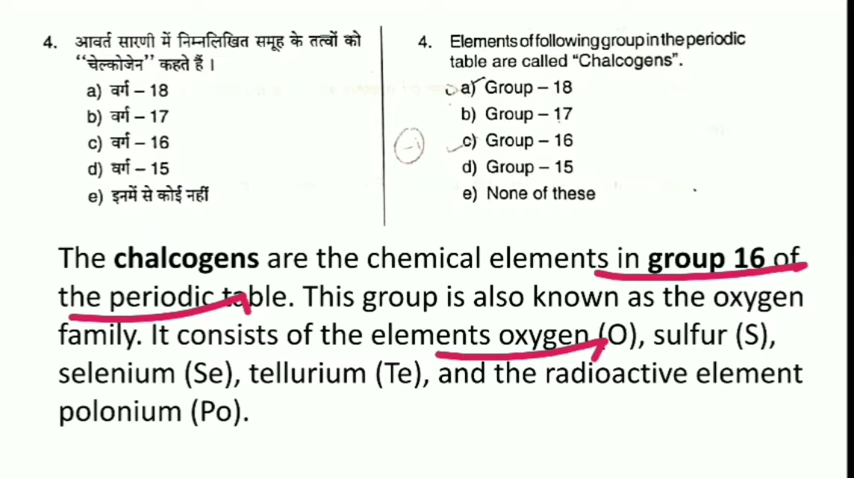 4. आवर्त सारणी में निम्नलिखित समूह के तत्वों को
“चेल्कोजेन” कहते हैं ।
a) वर्ग – 18
b) वर्ग – 17
c) वर्ग – 16
d) वर्ग – 15
e) इनमें से कोई नहीं
4. Elements of following group in the periodic
table are called “Chalcogens”.
a) Group – 18
b) Group – 17
c) Group – 16
d) Group – 15
e) None of these
The chalcogens are the chemical elements in group 16 of
the periodic table. This group is also known as the oxygen
family. It consists of the elements oxygen (O), sulfur (S),
selenium (Se), tellurium (Te), and the radioactive element
polonium (Po).